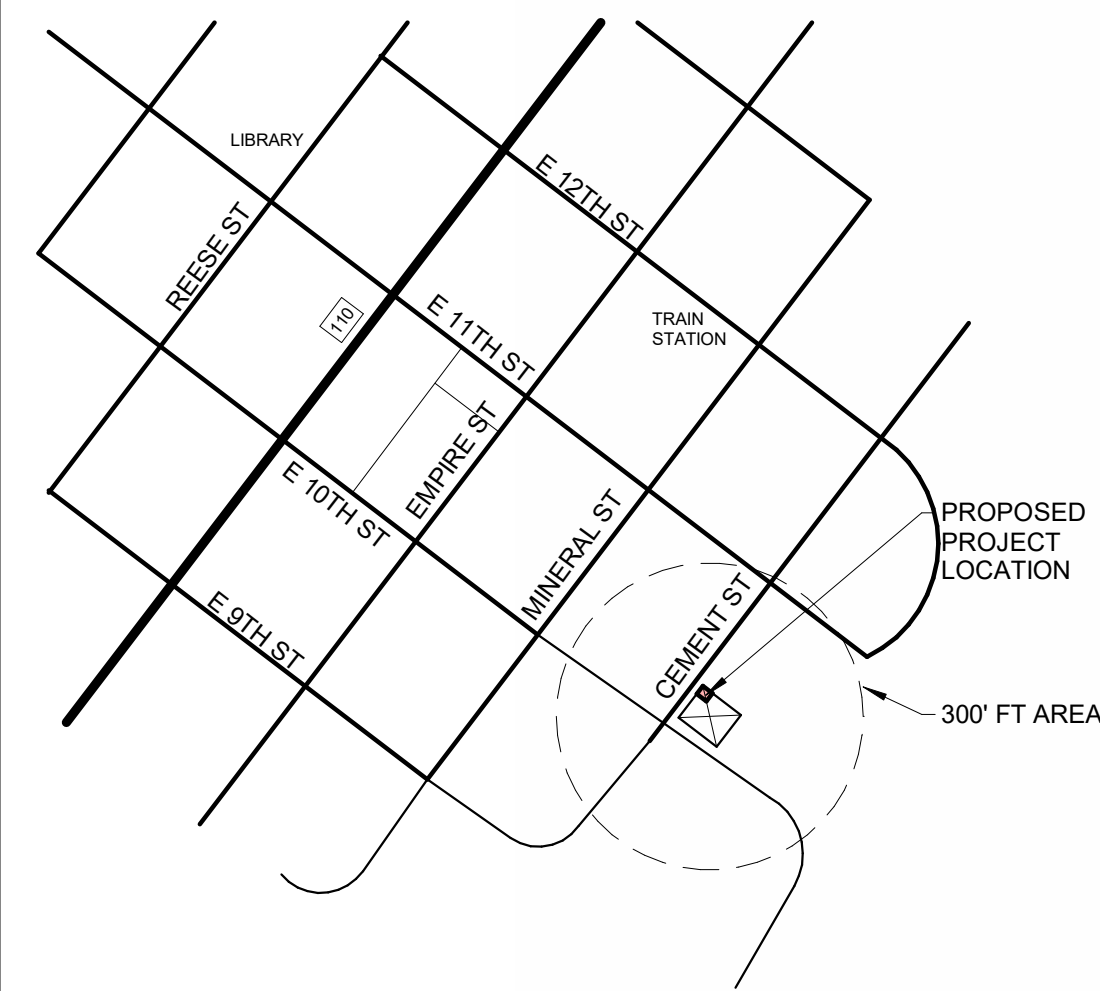 LIBRARY
E 12TH ST
REESE ST
110
E 11TH ST
TRAIN
STATION
EMPIRE ST
E 10TH ST
MINERAL ST
PROPOSED
PROJECT
LOCATION
CEMENT ST
E 9TH ST
300' FT AREA